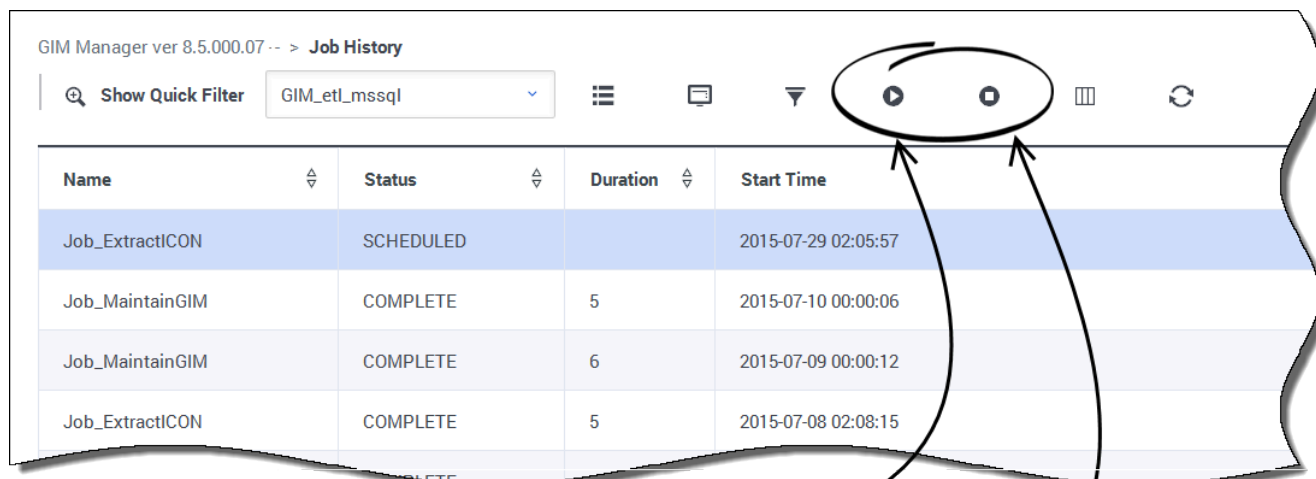 GIM Manager ver 8.5.000.07 -- > Job History
Show Quick Filter GIM_etl_mssql
Name Status Duration Start Time
Job_ExtractICON SCHEDULED 2015-07-29 02:05:57
Job_MaintainGIM COMPLETE 5 2015-07-10 00:00:06
Job_MaintainGIM COMPLETE 6 2015-07-09 00:00:12
Job_ExtractICON COMPLETE 5 2015-07-08 02:08:15